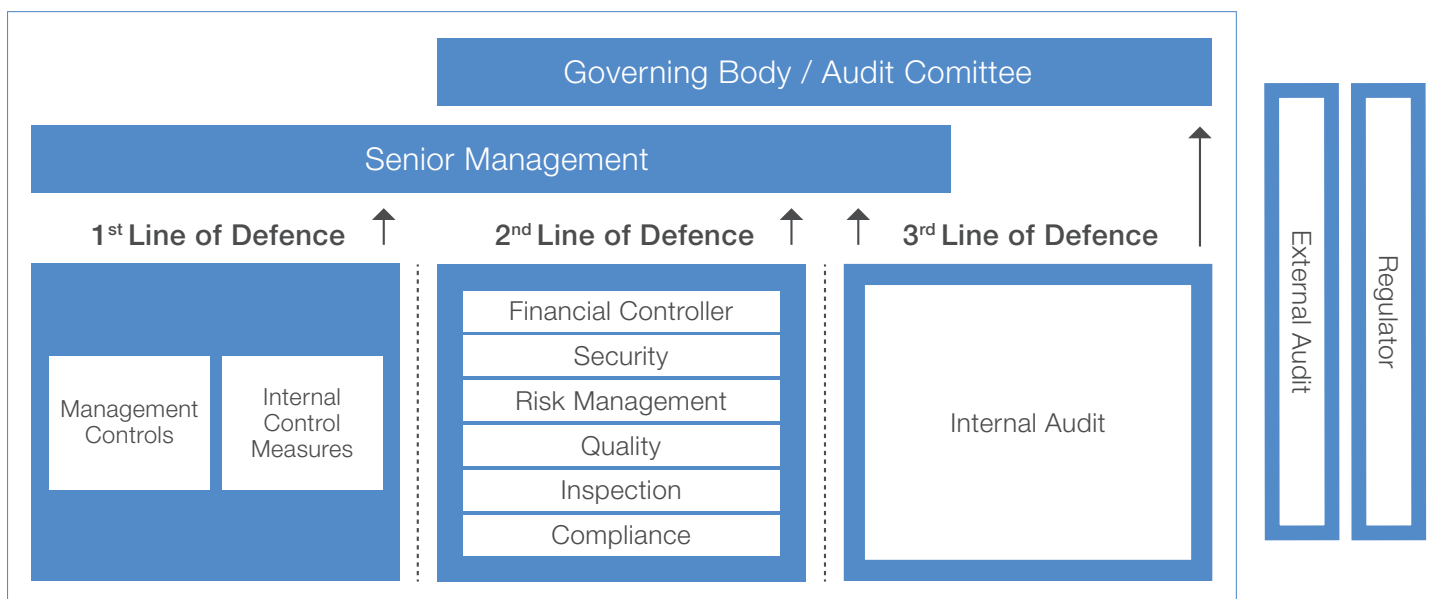 Governing Body / Audit Comittee
Senior Management
1st Line of Defence
2nd Line of Defence
3rd Line of Defence
Management
Controls
Internal
Control
Measures
Financial Controller
Security
Risk Management
Quality
Inspection
Compliance
Internal Audit
External Audit
Regulator